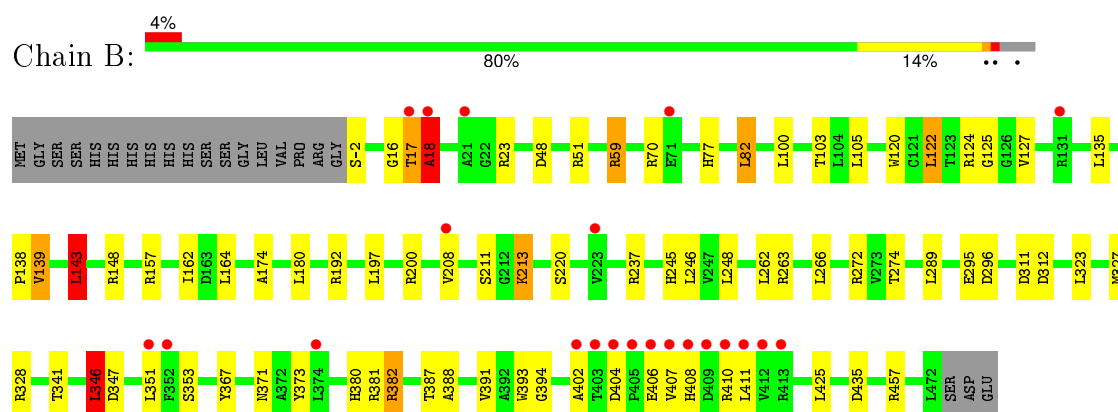 4%
Chain B:
80% 14% • • •
MET GLY SER SER HIS HIS HIS HIS HIS HIS SER SER GLY LEU VAL PRO ARG GLY S-2 G16 T17 A18 A21 G22 R23 D48 R51 R59 R70 E71 H77 L82 L100 T103 L104 L105 W120 C121 L122 T123 R124 G125 G126 V127 R131 L135
P138 V139 L143 R148 R157 I162 D163 L164 A174 L180 R192 L197 R200 V208 S211 G212 K213 S220 V223 R237 H245 L246 V247 L248 L262 R263 L266 R272 V273 T274 L289 E295 D296 D311 D312 L323
R328 T341 L346 D347 L351 F352 S353 Y367 N371 A372 Y373 L374 H380 R381 R382 T387 A388 V391 A392 W393 G394 A402 T403 D404 P405 E406 V407 H408 D409 R410 L411 V412 R413 L425 D435 R457 L472 SER ASP GLU